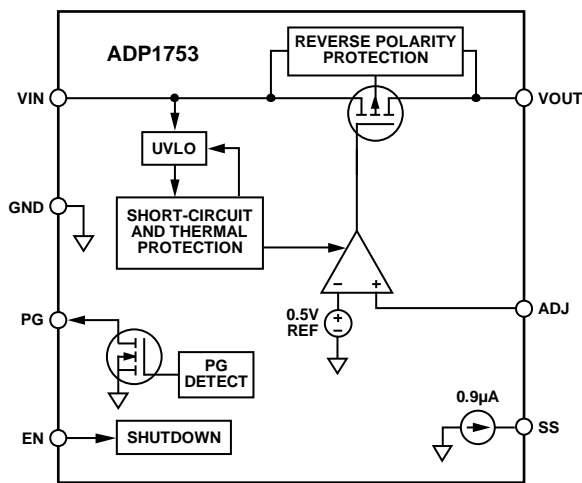 ADP1753
REVERSE POLARITY
PROTECTION
VIN
VOUT
UVLO
GND
SHORT-CIRCUIT
AND THERMAL
PROTECTION
–
+
0.5V
REF
+
–
ADJ
PG
PG
DETECT
0.9µA
EN
SHUTDOWN
SS